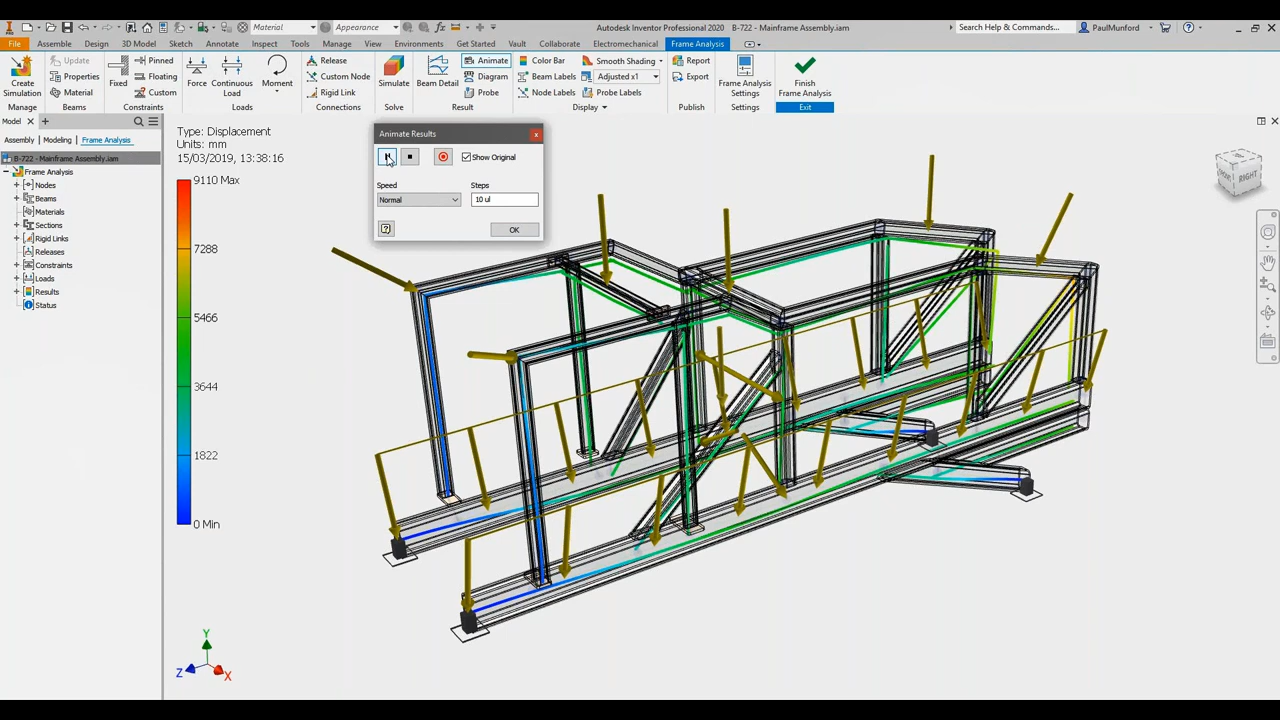 Material
Appearance
Autodesk Inventor Professional 2020 B-722 - Mainframe Assembly.iam
Search Help & Commands...
PaulMunford
File Assemble Design 3D Model Sketch Annotate Inspect Tools Manage View Environments Get Started Vault Collaborate Electromechanical Frame Analysis
Create Simulation
Update
Properties
Material
Fixed
Pinned
Floating
Custom
Force
Continuous Load
Moment
Release
Custom Node
Rigid Link
Simulate
Beam Detail
Animate
Diagram
Probe
Color Bar
Beam Labels
Node Labels
Smooth Shading
Adjusted x1
Probe Labels
Report
Export
Frame Analysis Settings
Finish Frame Analysis
Manage Beams Constraints Loads Connections Solve Result Display Publish Settings Exit
Model
Assembly Modeling Frame Analysis
B-722 - Mainframe Assembly.iam
Frame Analysis
Nodes
Beams
Materials
Sections
Rigid Links
Releases
Constraints
Loads
Results
Status
Type: Displacement
Units: mm
15/03/2019, 13:38:16
9110 Max
7288
5466
3644
1822
0 Min
Animate Results
Show Original
Speed Steps
Normal 10 ul
OK
FRONT RIGHT
Y
Z
X